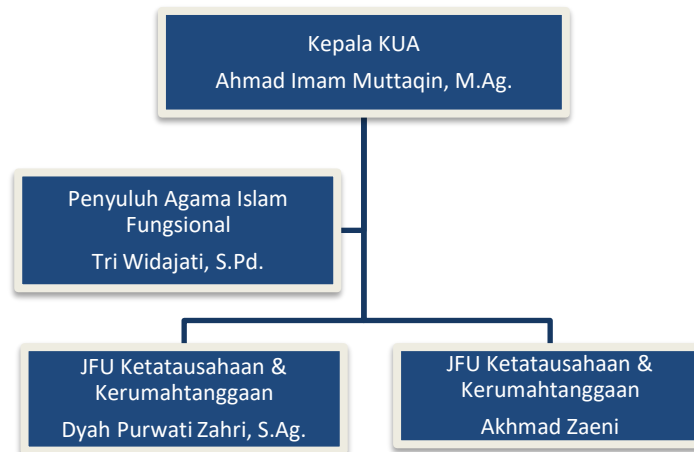 Kepala KUA
Ahmad Imam Muttaqin, M.Ag.
Penyuluh Agama Islam
Fungsional
Tri Widajati, S.Pd.
JFU Ketatausahaan &
Kerumahtanggaan
Dyah Purwati Zahri, S.Ag.
JFU Ketatausahaan &
Kerumahtanggaan
Akhmad Zaeni